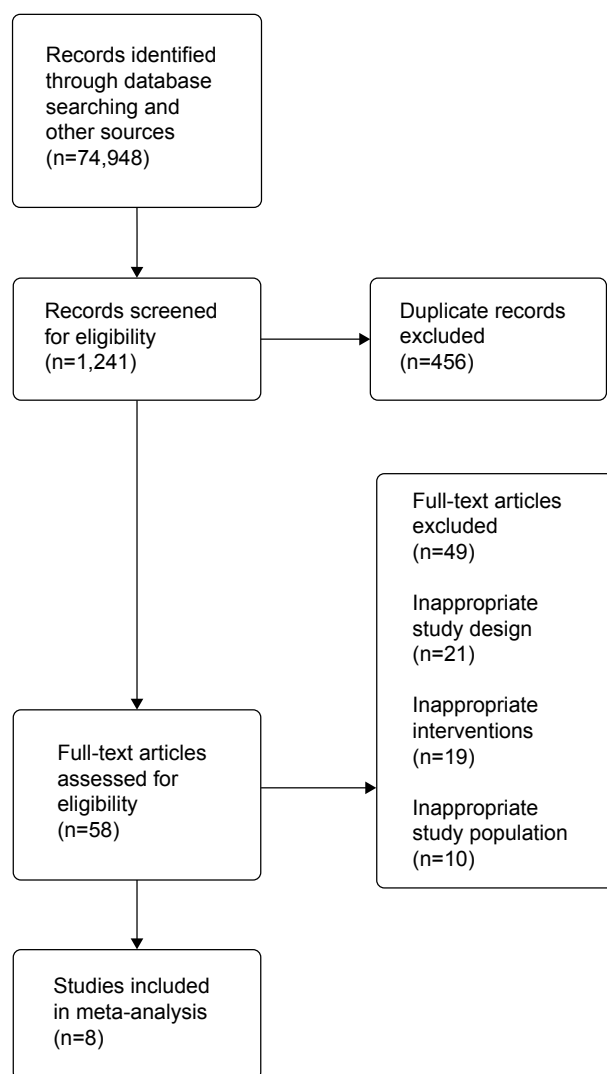 Records identified
through database
searching and
other sources
(n=74,948)
Records screened
for eligibility
(n=1,241)
Duplicate records
excluded
(n=456)
Full-text articles
excluded
(n=49)
Inappropriate
study design
(n=21)
Inappropriate
interventions
(n=19)
Inappropriate
study population
(n=10)
Full-text articles
assessed for
eligibility
(n=58)
Studies included
in meta-analysis
(n=8)